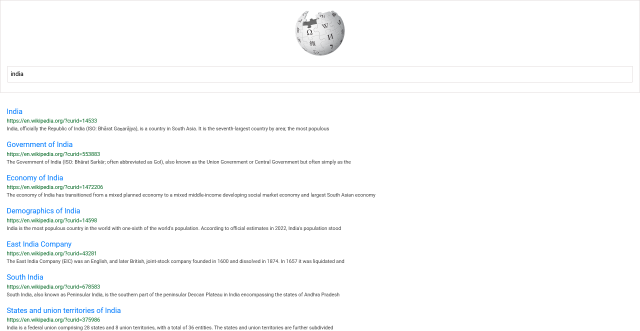 india
India
https://en.wikipedia.org/?curid=14533
India, officially the Republic of India (ISO: Bhārat Gaṇarājya), is a country in South Asia. It is the seventh-largest country by area; the most populous
Government of India
https://en.wikipedia.org/?curid=553883
The Government of India (ISO: Bhārat Sarkār; often abbreviated as GoI), also known as the Union Government or Central Government but often simply as the
Economy of India
https://en.wikipedia.org/?curid=1472206
The economy of India has transitioned from a mixed planned economy to a mixed middle-income developing social market economy and largest South Asian economy
Demographics of India
https://en.wikipedia.org/?curid=14598
India is the most populous country in the world with one-sixth of the world's population. According to official estimates in 2022, India's population stood
East India Company
https://en.wikipedia.org/?curid=43281
The East India Company (EIC) was an English, and later British, joint-stock company founded in 1600 and dissolved in 1874. In 1657 it was liquidated and
South India
https://en.wikipedia.org/?curid=678583
South India, also known as Peninsular India, is the southern part of the peninsular Deccan Plateau in India encompassing the states of Andhra Pradesh
States and union territories of India
https://en.wikipedia.org/?curid=375986
India is a federal union comprising 28 states and 8 union territories, with a total of 36 entities. The states and union territories are further subdivided